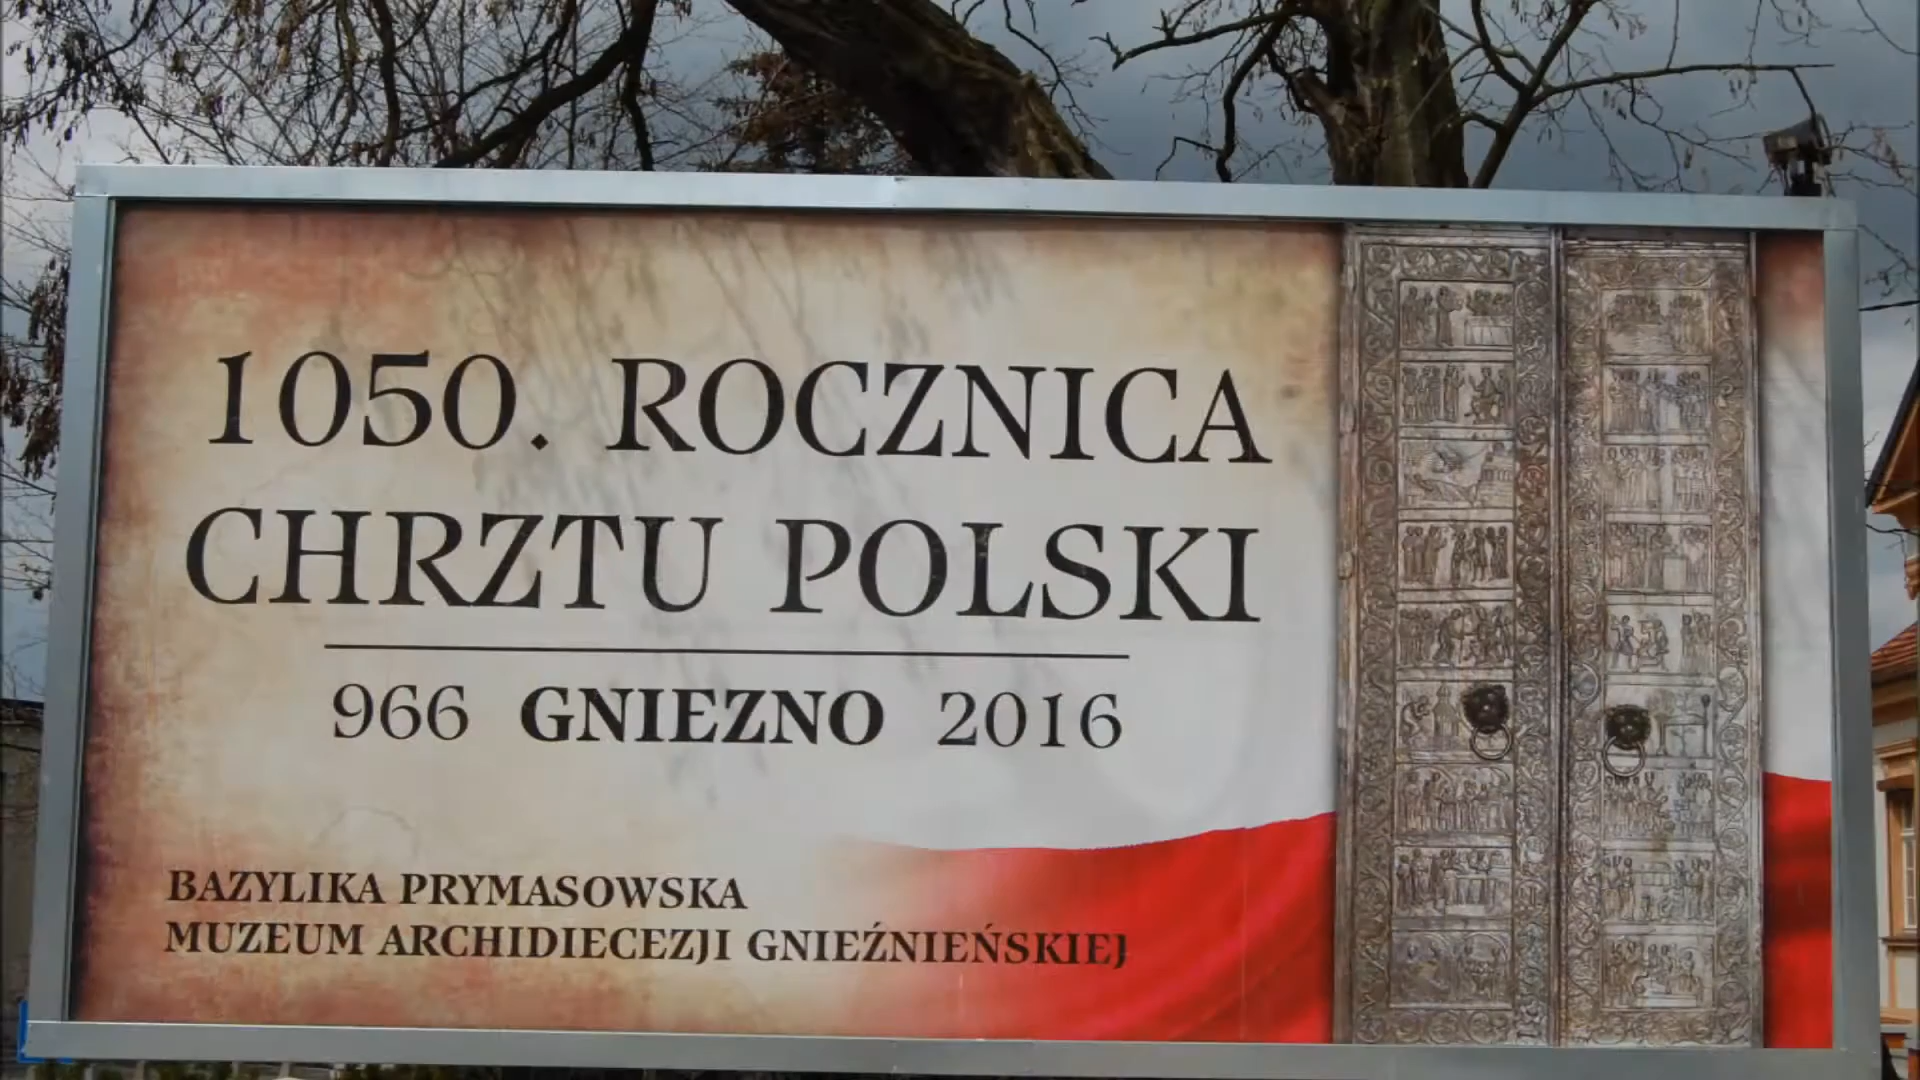 1050. ROCZNICA
CHRZTU POLSKI
966 GNIEZNO 2016
BAZYLIKA PRYMASOWSKA
MUZEUM ARCHIDIECEZJI GNIEŹNIEŃSKIEJ